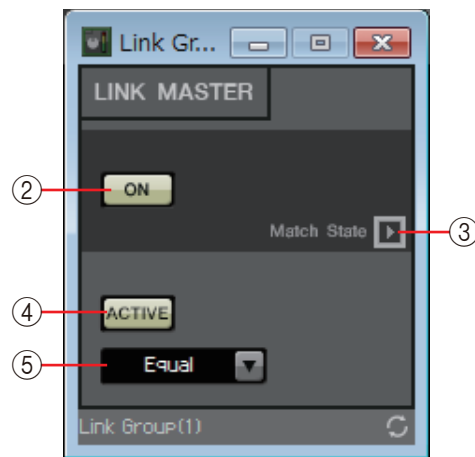 Link Gr...
LINK MASTER
② ON
Match State ③
④ ACTIVE
⑤ Equal
Link Group(1)